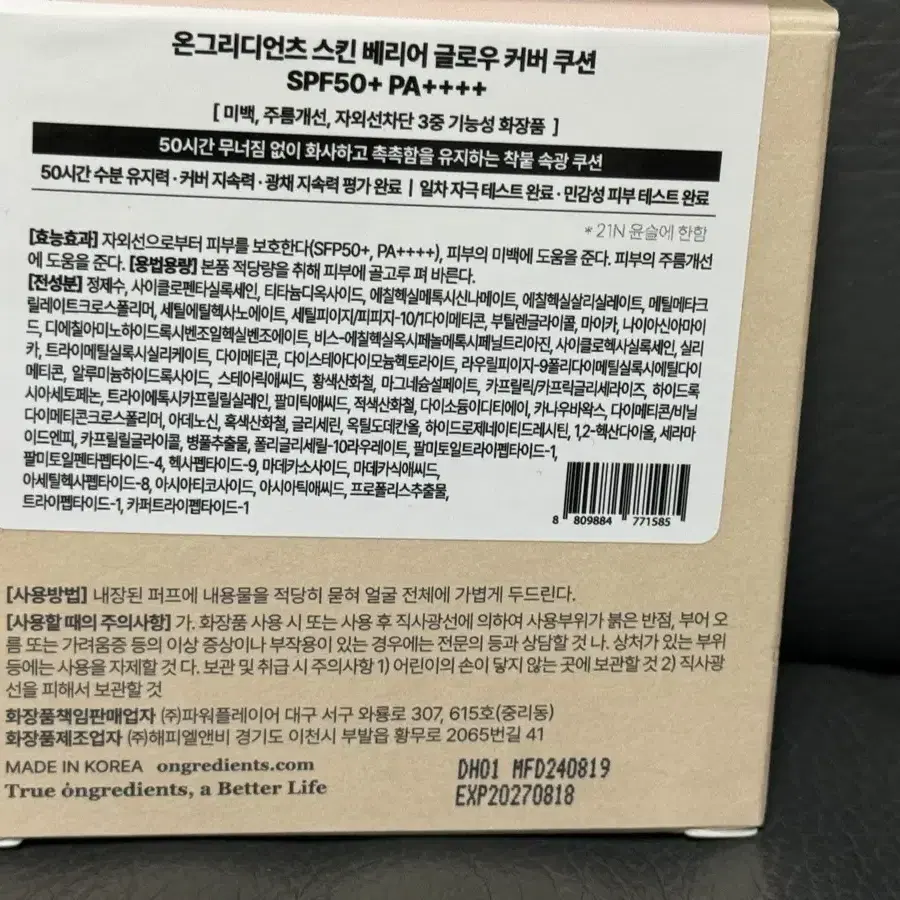 온그리디언츠 스킨 베리어 글로우 커버 쿠션
SPF50+ PA++++
[ 미백, 주름개선, 자외선차단 3중 기능성 화장품 ]
50시간 무너짐 없이 화사하고 촉촉함을 유지하는 착붙 속광 쿠션
50시간 수분 유지력 · 커버 지속력 · 광채 지속력 평가 완료 | 일차 자극 테스트 완료 · 민감성 피부 테스트 완료
*21N 윤슬에 한함
[효능효과] 자외선으로부터 피부를 보호한다(SFP50+, PA++++), 피부의 미백에 도움을 준다. 피부의 주름개선
에 도움을 준다. [용법용량] 본품 적당량을 취해 피부에 골고루 펴 바른다.
[전성분] 정제수, 사이클로펜타실록세인, 티타늄디옥사이드, 에칠헥실메톡시신나메이트, 에칠헥실살리실레이트, 메틸메타크
릴레이트크로스폴리머, 세틸에틸헥사노에이트, 세틸피이지/피피지-10/1다이메티콘, 부틸렌글라이콜, 마이카, 나이아신아마이
드, 디에칠아미노하이드록시벤조일헥실벤조에이트, 비스-에칠헥실옥시페놀메톡시페닐트리아진, 사이클로헥사실록세인, 실리
카, 트라이메틸실록시실리케이트, 다이메티콘, 다이스테아다이모늄헥토라이트, 라우릴피이지-9폴리다이메틸실록시에틸다이
메티콘, 알루미늄하이드록사이드, 스테아릭애씨드, 황색산화철, 마그네슘설페이트, 카프릴릭/카프릭글리세라이즈, 하이드록
시아세토페논, 트라이에톡시카프릴릴실레인, 팔미틱애씨드, 적색산화철, 다이소듐이디티에이, 카나우바왁스, 다이메티콘/비닐
다이메티콘크로스폴리머, 아데노신, 흑색산화철, 글리세린, 옥틸도데칸올, 하이드로제네이티드레시틴, 1,2-헥산다이올, 세라마
이드엔피, 카프릴릴글라이콜, 병풀추출물, 폴리글리세릴-10라우레이트, 팔미토일트라이펩타이드-1,
팔미토일펜타펩타이드-4, 헥사펩타이드-9, 마데카소사이드, 마데카식애씨드,
아세틸헥사펩타이드-8, 아시아티코사이드, 아시아틱애씨드, 프로폴리스추출물,
트라이펩타이드-1, 카퍼트라이펩타이드-1
8 809884 771585
[사용방법] 내장된 퍼프에 내용물을 적당히 묻혀 얼굴 전체에 가볍게 두드린다.
[사용할 때의 주의사항] 가. 화장품 사용 시 또는 사용 후 직사광선에 의하여 사용부위가 붉은 반점, 부어 오
름 또는 가려움증 등의 이상 증상이나 부작용이 있는 경우에는 전문의 등과 상담할 것 나. 상처가 있는 부위
등에는 사용을 자제할 것 다. 보관 및 취급 시 주의사항 1) 어린이의 손이 닿지 않는 곳에 보관할 것 2) 직사광
선을 피해서 보관할 것
화장품책임판매업자 (주)파워플레이어 대구 서구 와룡로 307, 615호(중리동)
화장품제조업자 (주)해피엘앤비 경기도 이천시 부발읍 황무로 2065번길 41
MADE IN KOREA ongredients.com
True ongredients, a Better Life
DH01 MFD240819
EXP20270818